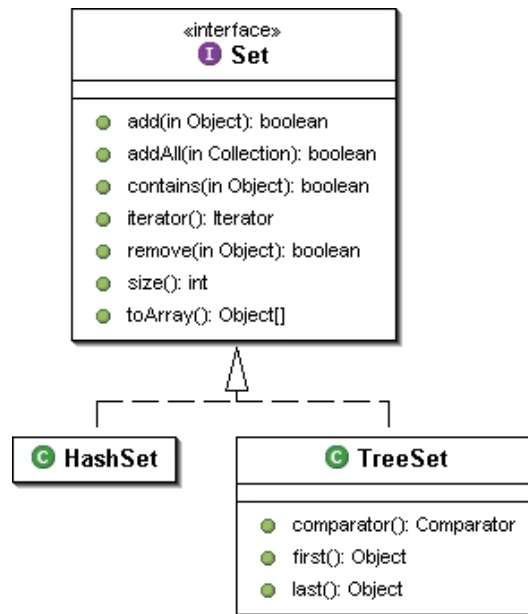 «interface»
I Set
add(in Object): boolean
addAll(in Collection): boolean
contains(in Object): boolean
iterator(): Iterator
remove(in Object): boolean
size(): int
toArray(): Object[]
C HashSet
C TreeSet
comparator(): Comparator
first(): Object
last(): Object